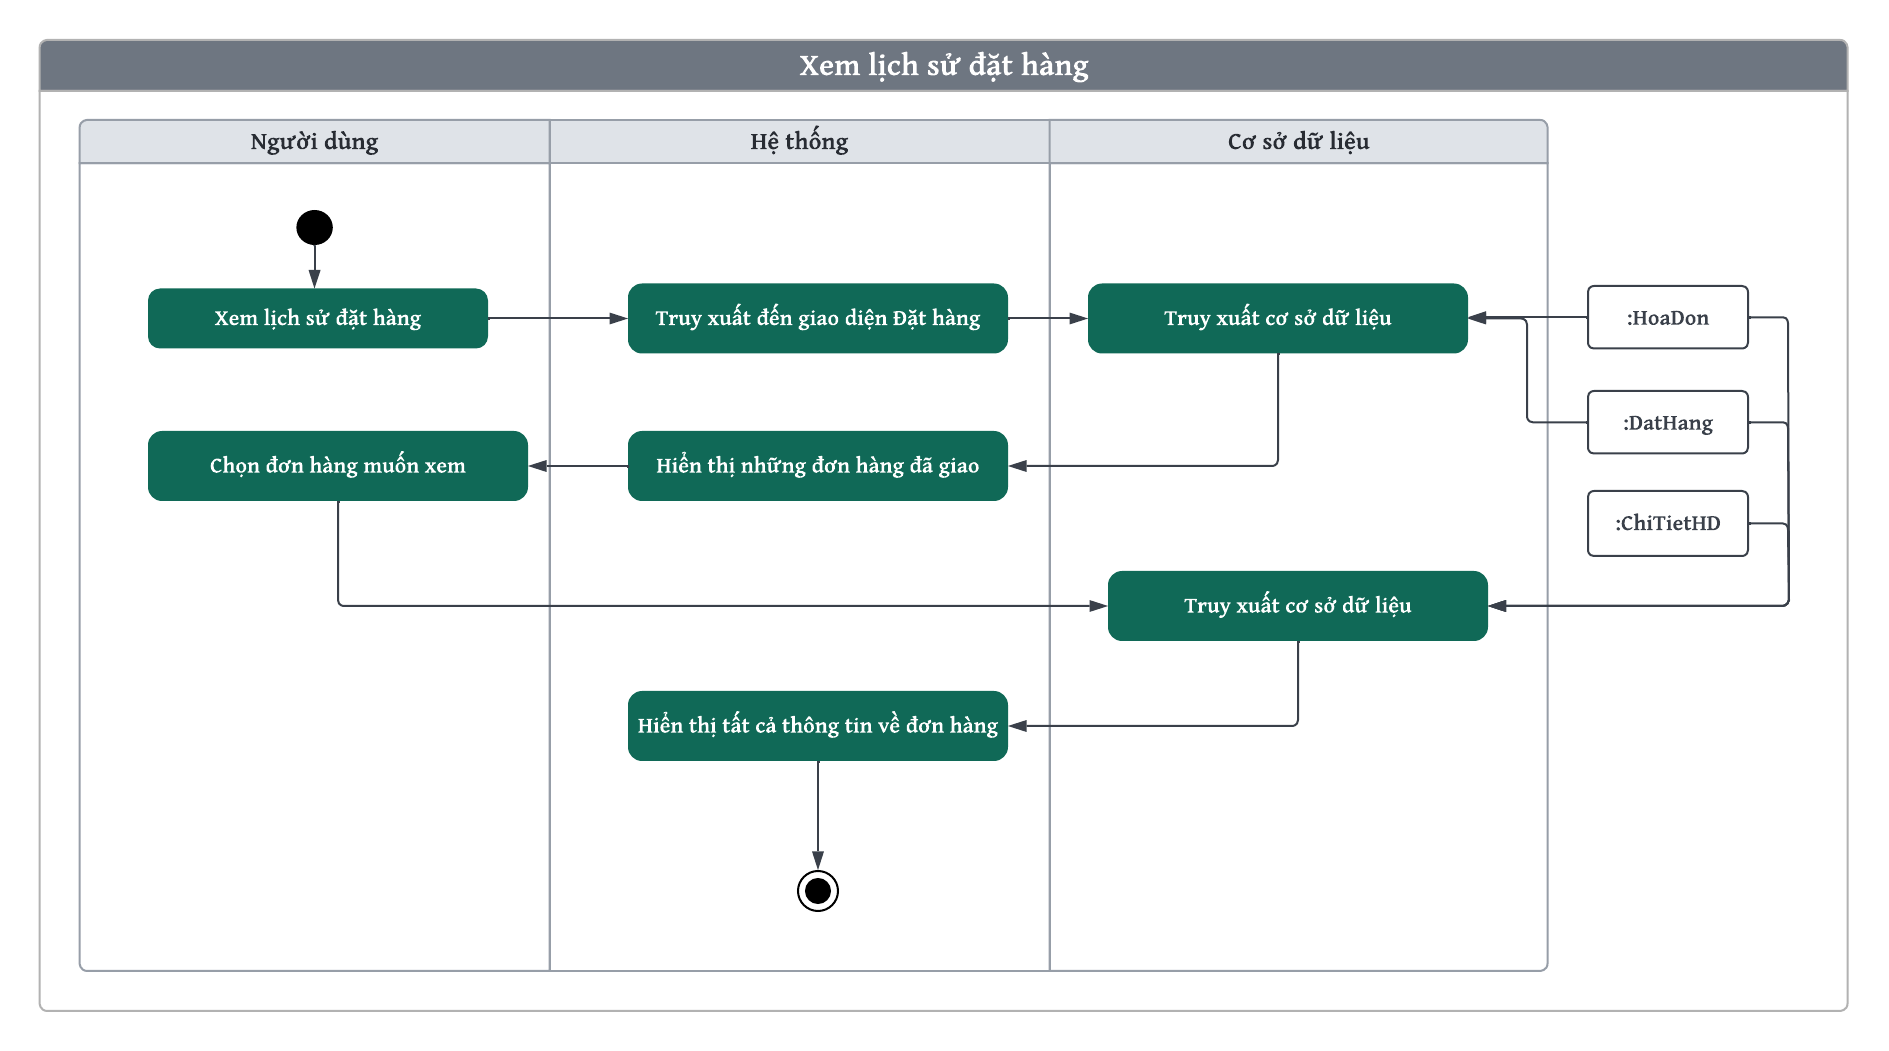 Xem lịch sử đặt hàng
Người dùng
Hệ thống
Cơ sở dữ liệu
Xem lịch sử đặt hàng
Truy xuất đến giao diện Đặt hàng
Truy xuất cơ sở dữ liệu
:HoaDon
:DatHang
Chọn đơn hàng muốn xem
Hiển thị những đơn hàng đã giao
:ChiTietHD
Truy xuất cơ sở dữ liệu
Hiển thị tất cả thông tin về đơn hàng